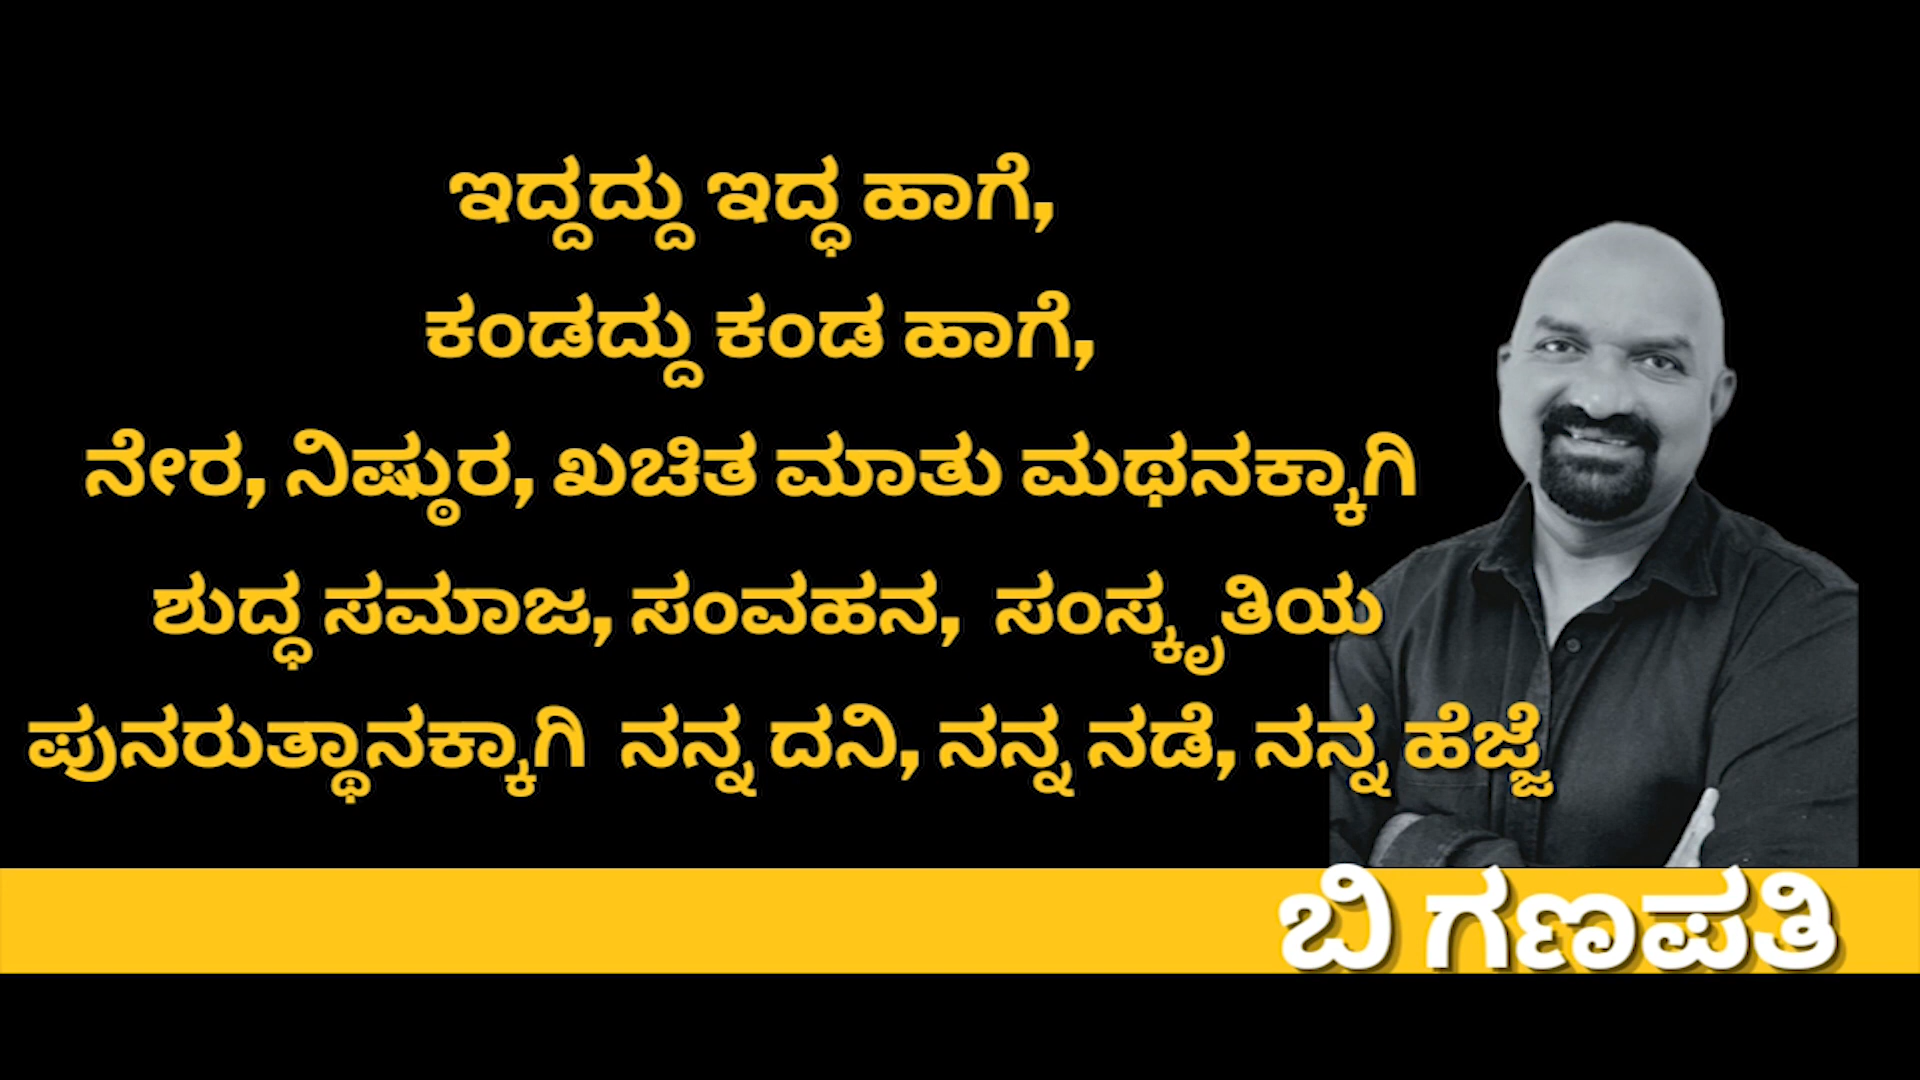 ಇದ್ದದ್ದು ಇದ್ಧ ಹಾಗೆ,
ಕಂಡದ್ದು ಕಂಡ ಹಾಗೆ,
ನೇರ, ನಿಷ್ಠುರ, ಖಚಿತ ಮಾತು ಮಥನಕ್ಕಾಗಿ
ಶುದ್ಧ ಸಮಾಜ, ಸಂವಹನ, ಸಂಸ್ಕೃತಿಯ
ಪುನರುತ್ಥಾನಕ್ಕಾಗಿ ನನ್ನ ದನಿ, ನನ್ನ ನಡೆ, ನನ್ನ ಹೆಜ್ಜೆ
ಬಿ ಗಣಪತಿ